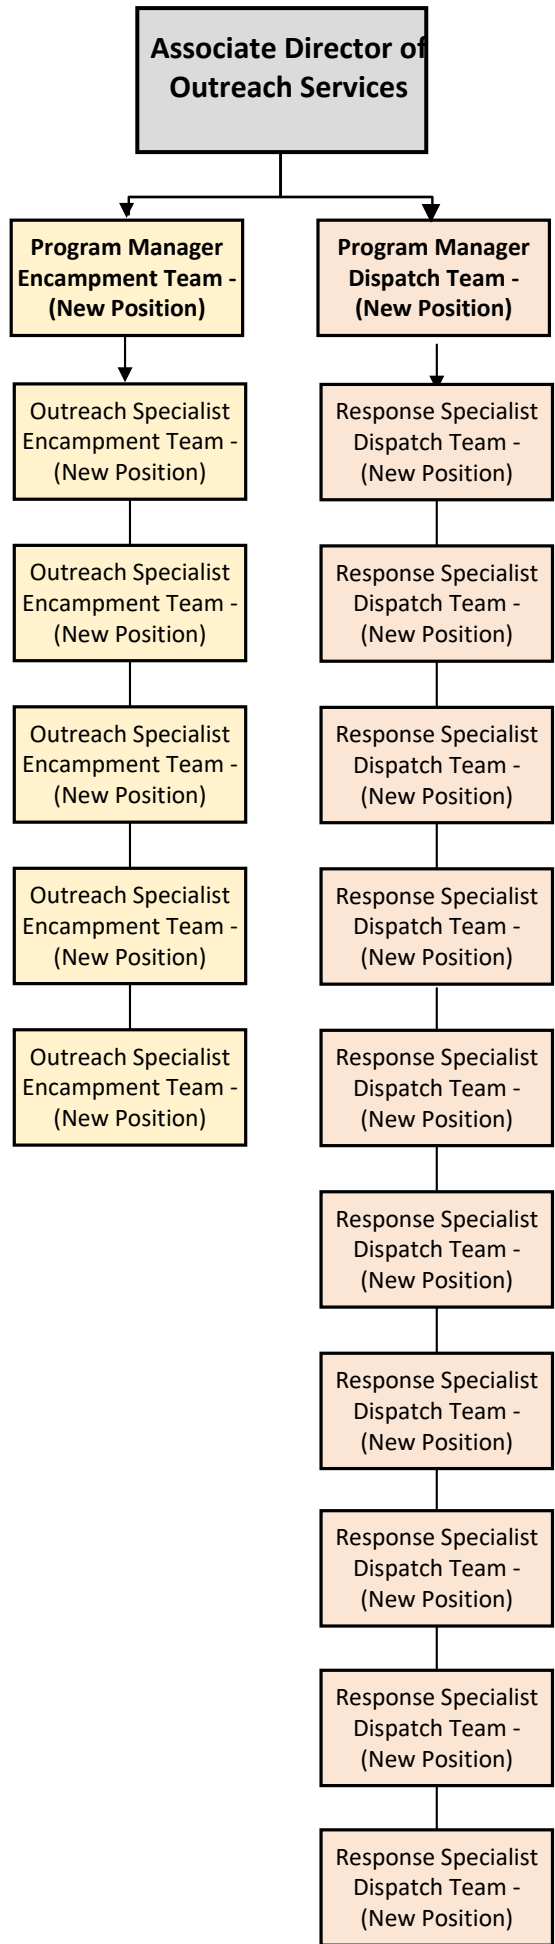 Associate Director of
Outreach Services
Program Manager
Encampment Team -
(New Position)
Program Manager
Dispatch Team -
(New Position)
Outreach Specialist
Encampment Team -
(New Position)
Outreach Specialist
Encampment Team -
(New Position)
Outreach Specialist
Encampment Team -
(New Position)
Outreach Specialist
Encampment Team -
(New Position)
Outreach Specialist
Encampment Team -
(New Position)
Response Specialist
Dispatch Team -
(New Position)
Response Specialist
Dispatch Team -
(New Position)
Response Specialist
Dispatch Team -
(New Position)
Response Specialist
Dispatch Team -
(New Position)
Response Specialist
Dispatch Team -
(New Position)
Response Specialist
Dispatch Team -
(New Position)
Response Specialist
Dispatch Team -
(New Position)
Response Specialist
Dispatch Team -
(New Position)
Response Specialist
Dispatch Team -
(New Position)
Response Specialist
Dispatch Team -
(New Position)